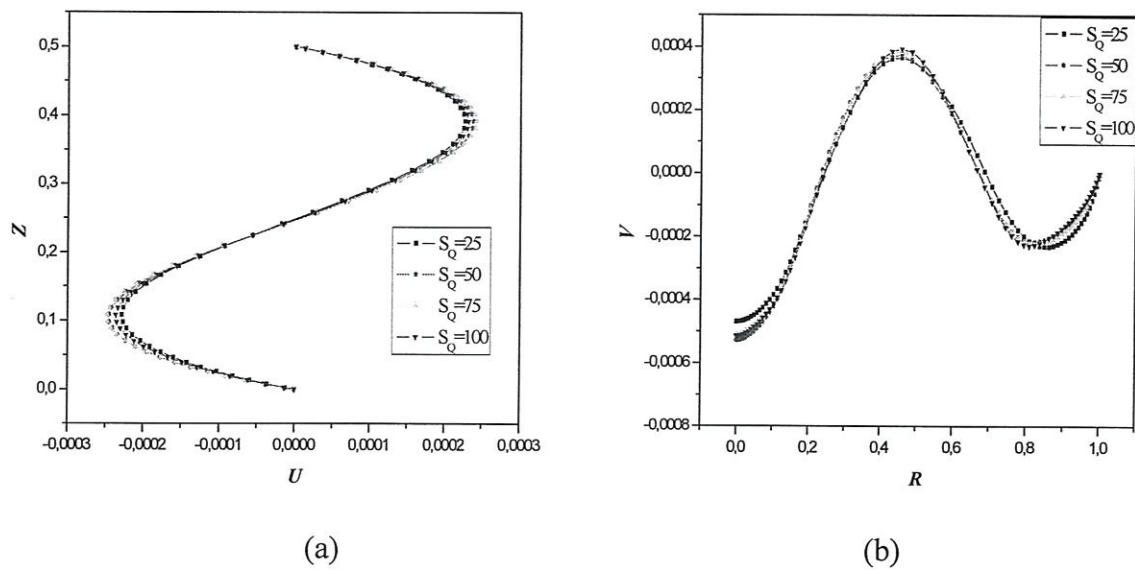 0,5
0,4
0,3
0,2
0,1
0,0
Z
-0,0003
-0,0002
-0,0001
0,0000
0,0001
0,0002
0,0003
U
S_Q=25
S_Q=50
S_Q=75
S_Q=100
(a)
0,0004
0,0002
0,0000
-0,0002
-0,0004
-0,0006
-0,0008
V
0,0
0,2
0,4
0,6
0,8
1,0
R
S_Q=25
S_Q=50
S_Q=75
S_Q=100
(b)